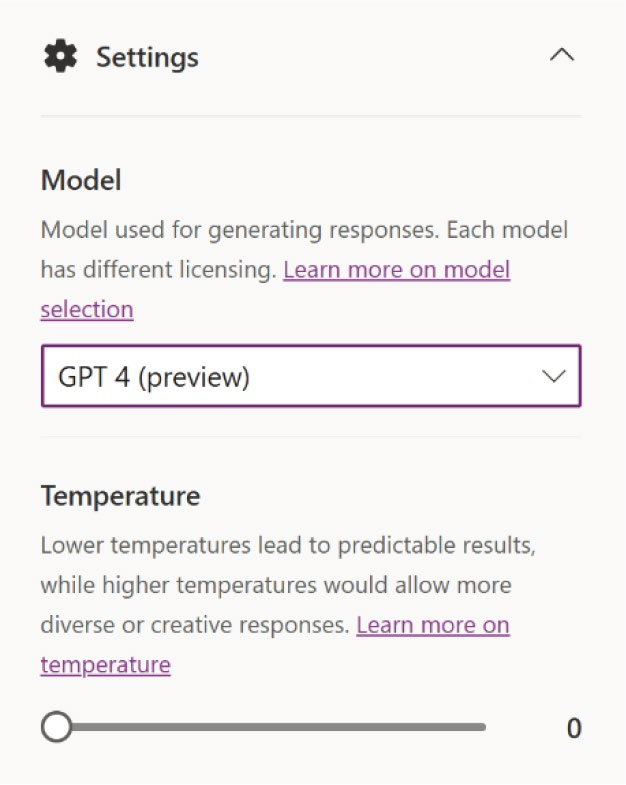 Settings
Model
Model used for generating responses. Each model
has different licensing. Learn more on model
selection
GPT 4 (preview)
Temperature
Lower temperatures lead to predictable results,
while higher temperatures would allow more
diverse or creative responses. Learn more on
temperature
0